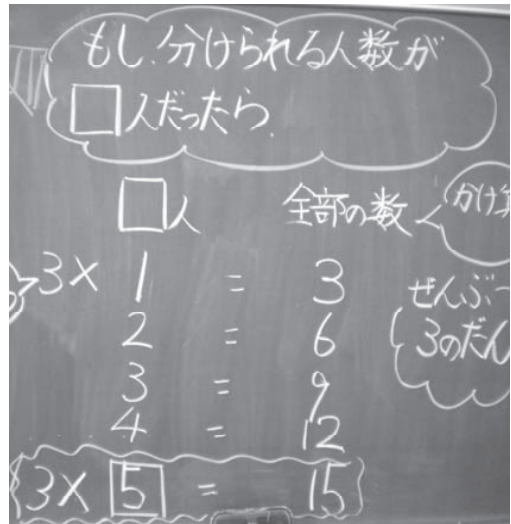 もし.分けられる人数が
□人だったら.
□人
全部の数
かけ算
3× 1 = 3
2 = 6
3 = 9
4 = 12
3× 5 = 15
ぜんぶ
3のだん